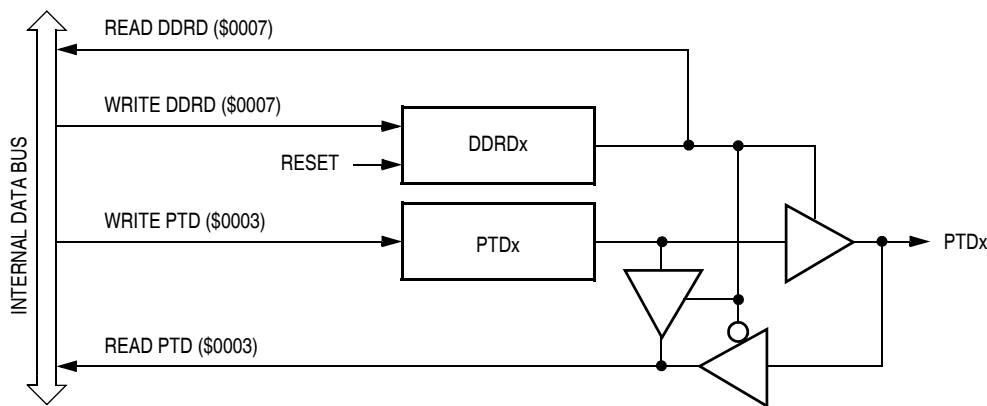 READ DDRD ($0007)
WRITE DDRD ($0007)
DDRDx
RESET
WRITE PTD ($0003)
PTDx
PTDx
READ PTD ($0003)
INTERNAL DATA BUS